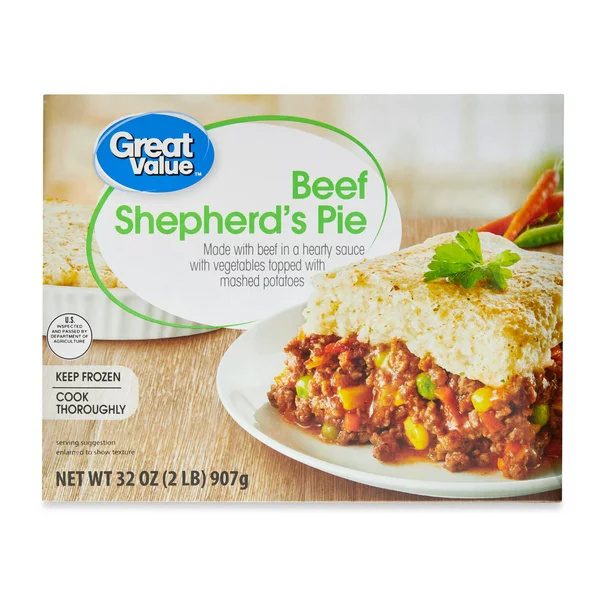 Great
Value™
Beef
Shepherd's Pie
Made with beef in a hearty sauce
with vegetables topped with
mashed potatoes
U.S.
INSPECTED
AND PASSED BY
DEPARTMENT OF
AGRICULTURE
KEEP FROZEN
COOK
THOROUGHLY
serving suggestion
enlarged to show texture
NET WT 32 OZ (2 LB) 907g